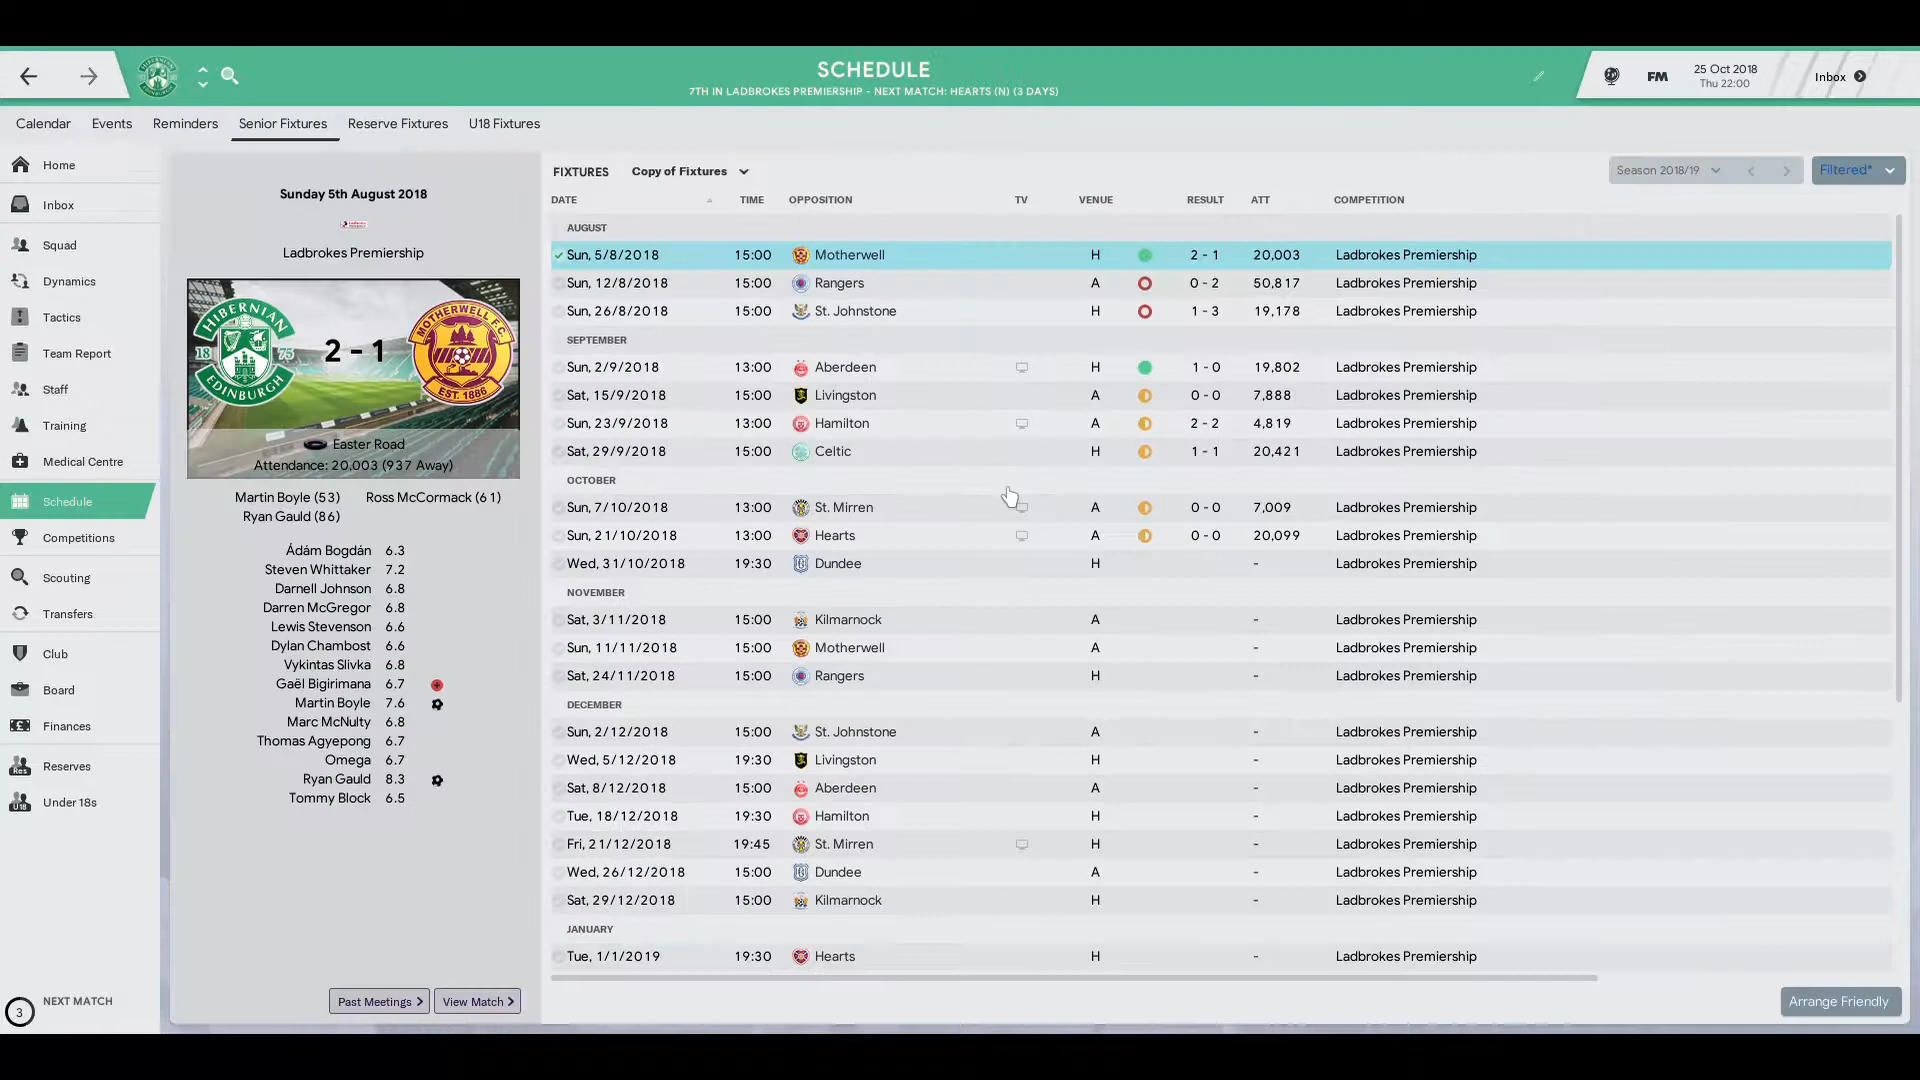 SCHEDULE
7TH IN LADBROKES PREMIERSHIP - NEXT MATCH: HEARTS (N) (3 DAYS)
FM
25 Oct 2018
Thu 22:00
Inbox
Calendar Events Reminders Senior Fixtures Reserve Fixtures U18 Fixtures
Home
Inbox
Squad
Dynamics
Tactics
Team Report
Staff
Training
Medical Centre
Schedule
Competitions
Scouting
Transfers
Club
Board
Finances
Reserves
Under 18s
3 NEXT MATCH
Sunday 5th August 2018
Ladbrokes Premiership
HIBERNIAN
18 75
EDINBURGH
2 - 1
MOTHERWELL F.C.
EST. 1886
Easter Road
Attendance: 20,003 (937 Away)
Martin Boyle (53) Ross McCormack (61)
Ryan Gauld (86)
Ádám Bogdán 6.3
Steven Whittaker 7.2
Darnell Johnson 6.8
Darren McGregor 6.8
Lewis Stevenson 6.6
Dylan Chambost 6.6
Vykintas Slivka 6.8
Gaël Bigirimana 6.7
Martin Boyle 7.6
Marc McNulty 6.8
Thomas Agyepong 6.7
Omega 6.7
Ryan Gauld 8.3
Tommy Block 6.5
Past Meetings View Match
FIXTURES Copy of Fixtures Season 2018/19 Filtered*
DATE TIME OPPOSITION TV VENUE RESULT ATT COMPETITION
AUGUST
Sun, 5/8/2018 15:00 Motherwell H 2 - 1 20,003 Ladbrokes Premiership
Sun, 12/8/2018 15:00 Rangers A 0 - 2 50,817 Ladbrokes Premiership
Sun, 26/8/2018 15:00 St. Johnstone H 1 - 3 19,178 Ladbrokes Premiership
SEPTEMBER
Sun, 2/9/2018 13:00 Aberdeen H 1 - 0 19,802 Ladbrokes Premiership
Sat, 15/9/2018 15:00 Livingston A 0 - 0 7,888 Ladbrokes Premiership
Sun, 23/9/2018 13:00 Hamilton A 2 - 2 4,819 Ladbrokes Premiership
Sat, 29/9/2018 15:00 Celtic H 1 - 1 20,421 Ladbrokes Premiership
OCTOBER
Sun, 7/10/2018 13:00 St. Mirren A 0 - 0 7,009 Ladbrokes Premiership
Sun, 21/10/2018 13:00 Hearts A 0 - 0 20,099 Ladbrokes Premiership
Wed, 31/10/2018 19:30 Dundee H - Ladbrokes Premiership
NOVEMBER
Sat, 3/11/2018 15:00 Kilmarnock A - Ladbrokes Premiership
Sun, 11/11/2018 15:00 Motherwell A - Ladbrokes Premiership
Sat, 24/11/2018 15:00 Rangers H - Ladbrokes Premiership
DECEMBER
Sun, 2/12/2018 15:00 St. Johnstone A - Ladbrokes Premiership
Wed, 5/12/2018 19:30 Livingston H - Ladbrokes Premiership
Sat, 8/12/2018 15:00 Aberdeen A - Ladbrokes Premiership
Tue, 18/12/2018 19:30 Hamilton H - Ladbrokes Premiership
Fri, 21/12/2018 19:45 St. Mirren H - Ladbrokes Premiership
Wed, 26/12/2018 15:00 Dundee A - Ladbrokes Premiership
Sat, 29/12/2018 15:00 Kilmarnock H - Ladbrokes Premiership
JANUARY
Tue, 1/1/2019 19:30 Hearts H - Ladbrokes Premiership
Arrange Friendly